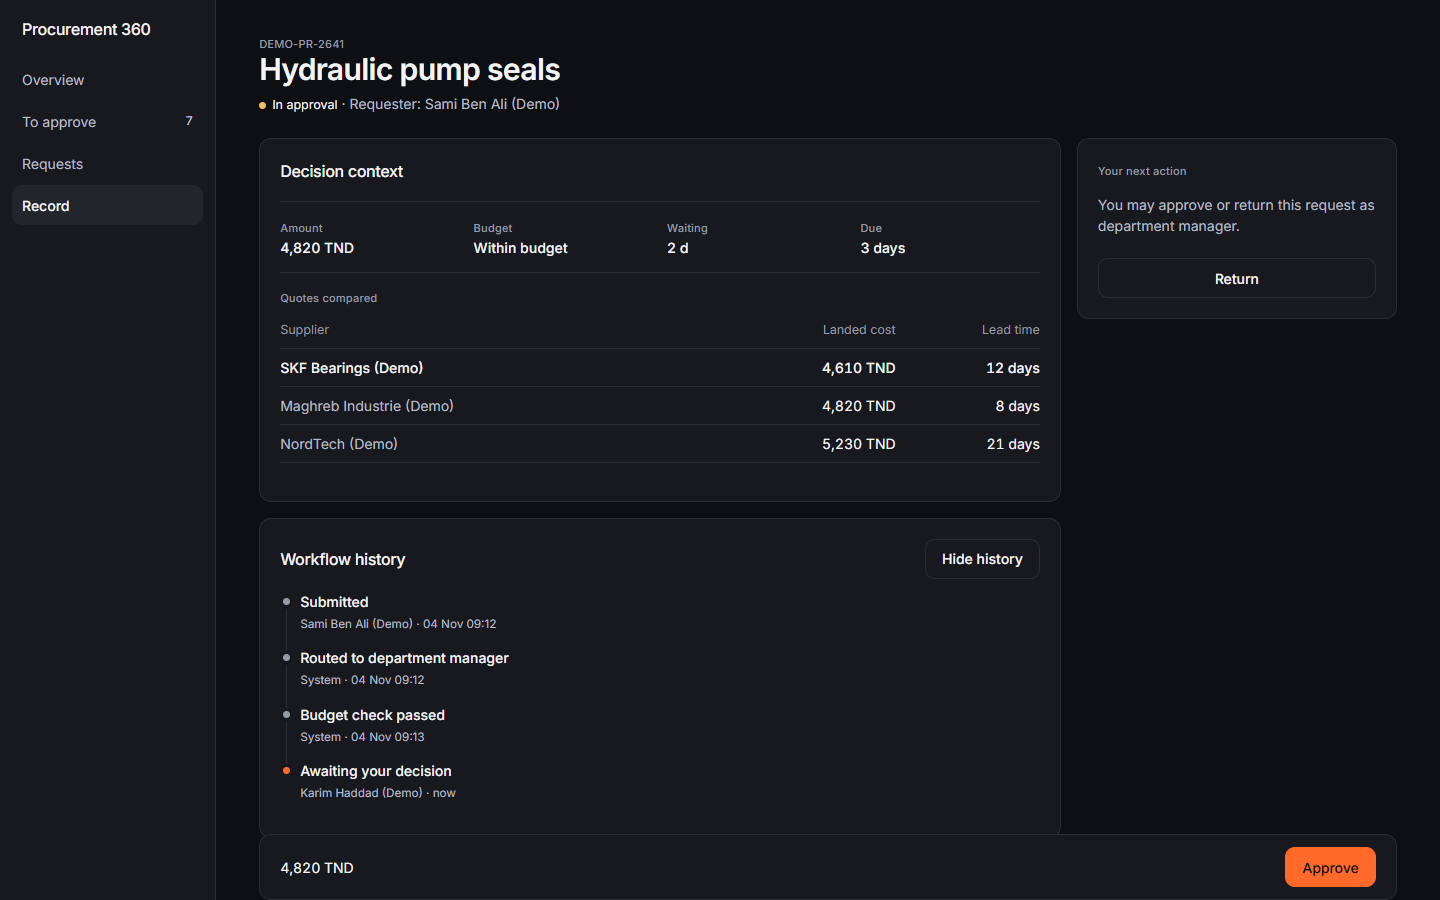 Procurement 360
Overview
To approve 7
Requests
Record
DEMO-PR-2641
Hydraulic pump seals
In approval · Requester: Sami Ben Ali (Demo)
Decision context
Amount Budget Waiting Due
4,820 TND Within budget 2 d 3 days
Quotes compared
Supplier Landed cost Lead time
SKF Bearings (Demo) 4,610 TND 12 days
Maghreb Industrie (Demo) 4,820 TND 8 days
NordTech (Demo) 5,230 TND 21 days
Your next action
You may approve or return this request as
department manager.
Return
Workflow history
Hide history
Submitted
Sami Ben Ali (Demo) · 04 Nov 09:12
Routed to department manager
System · 04 Nov 09:12
Budget check passed
System · 04 Nov 09:13
Awaiting your decision
Karim Haddad (Demo) · now
4,820 TND
Approve